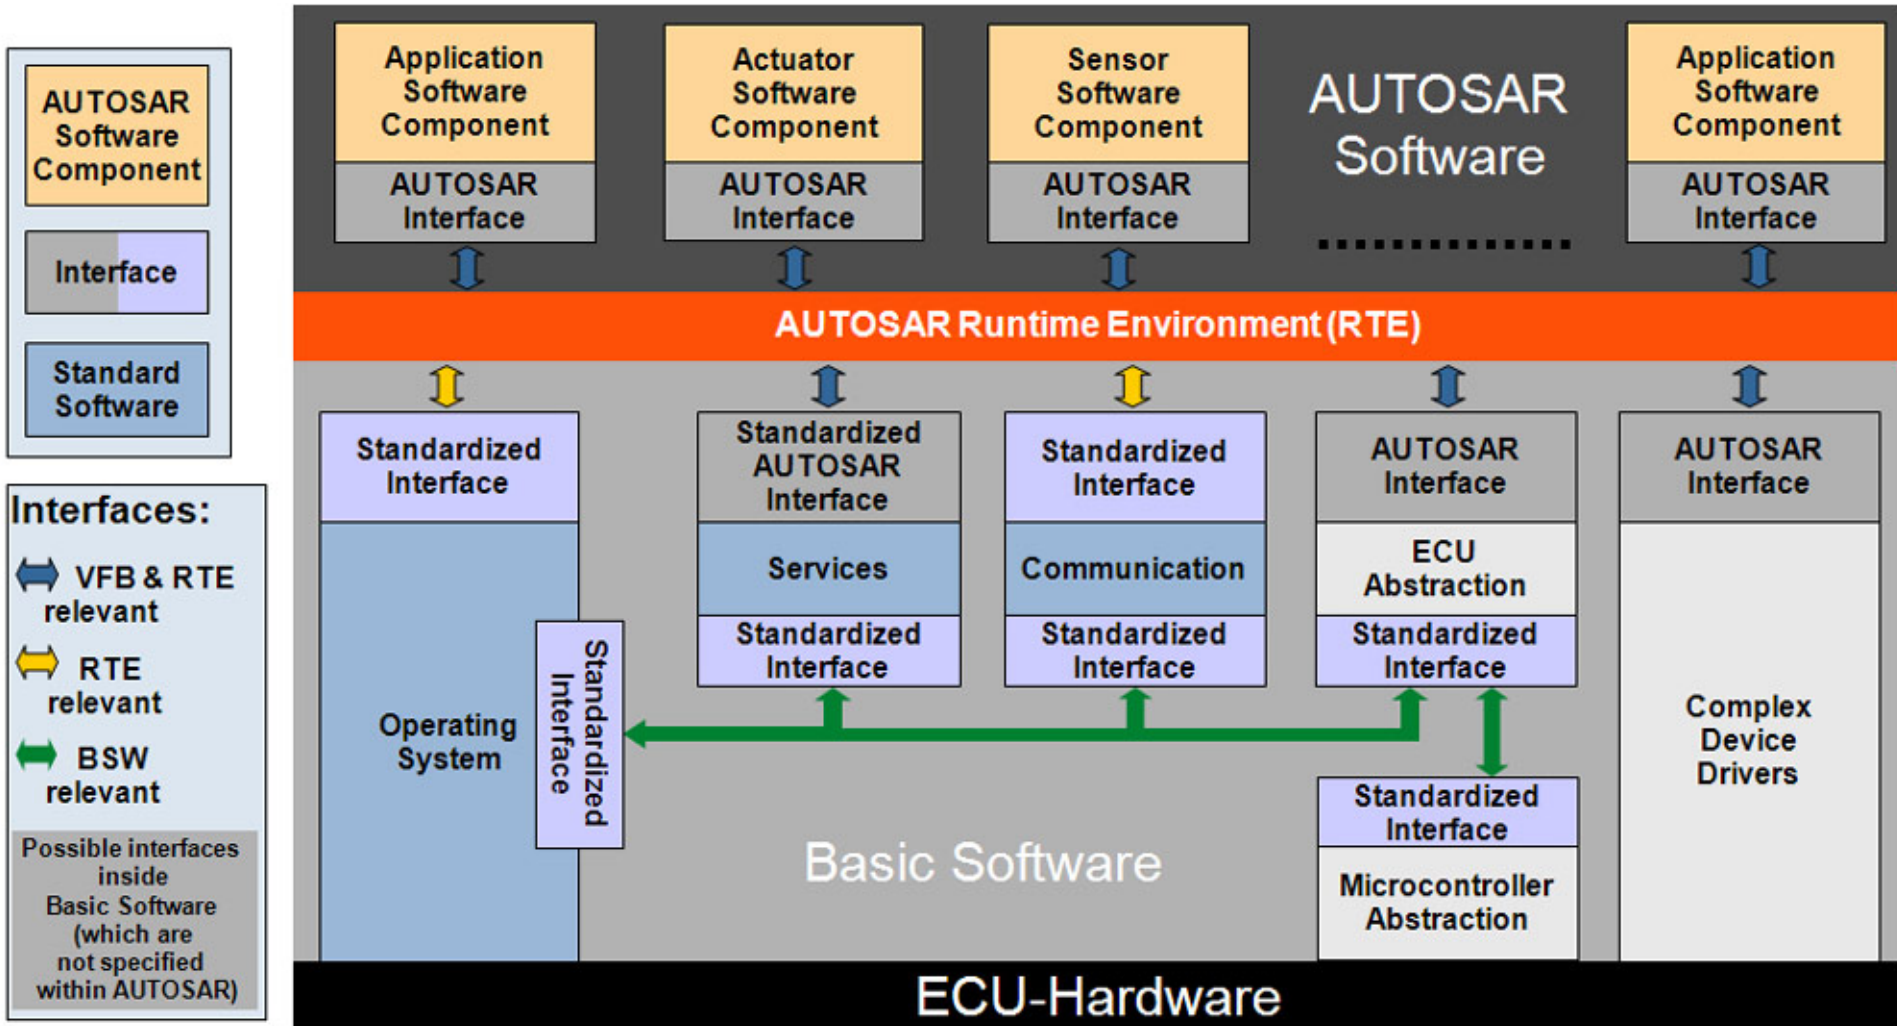 AUTOSAR
Software
Component
Interface
Standard
Software
Interfaces:
VFB & RTE
relevant
RTE
relevant
BSW
relevant
Possible interfaces
inside
Basic Software
(which are
not specified
within AUTOSAR)
Application
Software
Component
AUTOSAR
Interface
Actuator
Software
Component
AUTOSAR
Interface
Sensor
Software
Component
AUTOSAR
Interface
AUTOSAR
Software
Application
Software
Component
AUTOSAR
Interface
AUTOSAR Runtime Environment (RTE)
Standardized
Interface
Operating
System
Standardized
Interface
Standardized
AUTOSAR
Interface
Services
Standardized
Interface
Standardized
Interface
Communication
Standardized
Interface
AUTOSAR
Interface
ECU
Abstraction
Standardized
Interface
Standardized
Interface
Microcontroller
Abstraction
AUTOSAR
Interface
Complex
Device
Drivers
Basic Software
ECU-Hardware